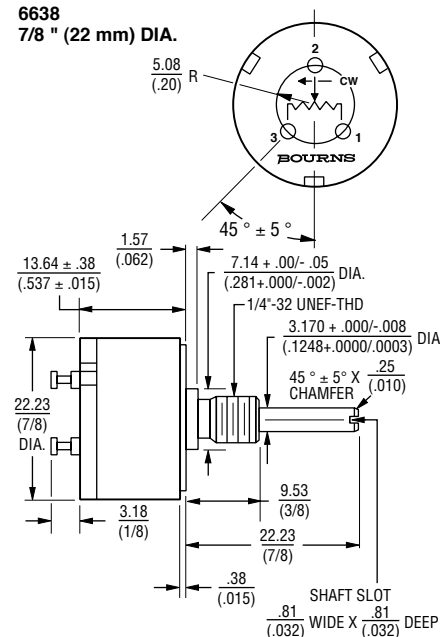 6638
7/8 " (22 mm) DIA.
2
5.08
(.20)
R
CW
3
1
BOURNS
45 ° ± 5 °
1.57
(.062)
13.64 ± .38
(.537 ± .015)
7.14 + .00/- .05
(.281+.000/-.002)
DIA.
1/4"-32 UNEF-THD
3.170 + .000/-.008
(.1248+.0000/.0003)
DIA
45 ° ± 5° X .25
(.010)
CHAMFER
22.23
(7/8)
DIA.
9.53
(3/8)
3.18
(1/8)
22.23
(7/8)
.38
(.015)
SHAFT SLOT
.81
(.032)
WIDE X
.81
(.032)
DEEP